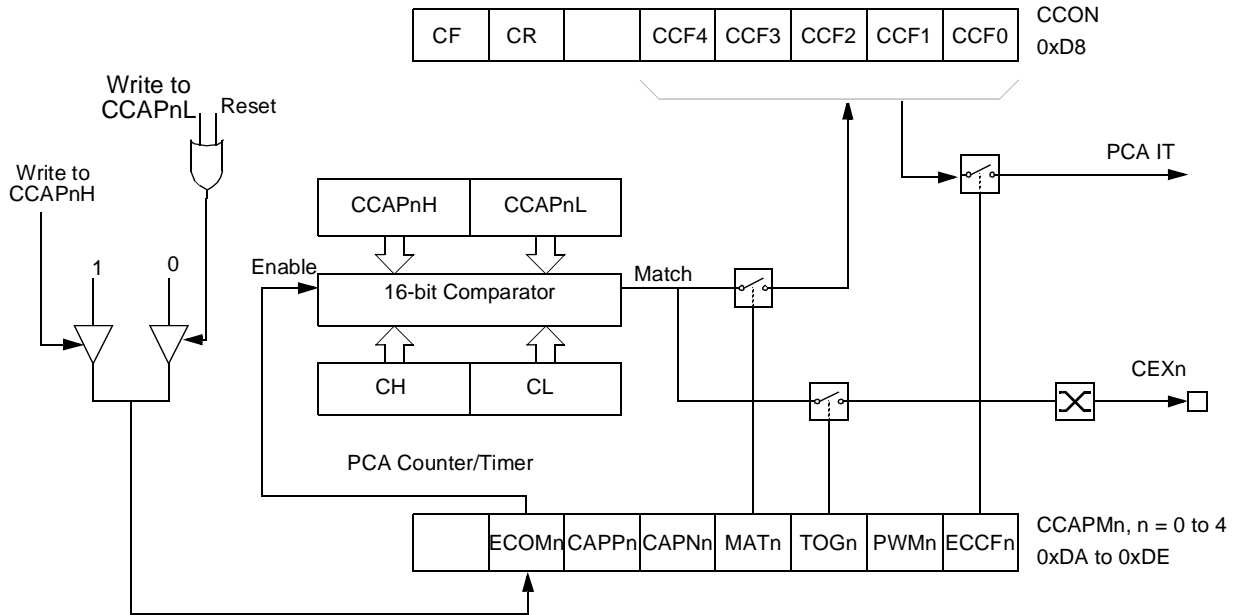 CF CR CCF4 CCF3 CCF2 CCF1 CCF0
CCON
0xD8
Write to
CCAPnL
Reset
Write to
CCAPnH
PCA IT
CCAPnH CCAPnL
1 0
Enable
16-bit Comparator
Match
CH CL
CEXn
PCA Counter/Timer
ECOMn CAPPn CAPNn MATn TOGn PWMn ECCFn
CCAPMn, n = 0 to 4
0xDA to 0xDE